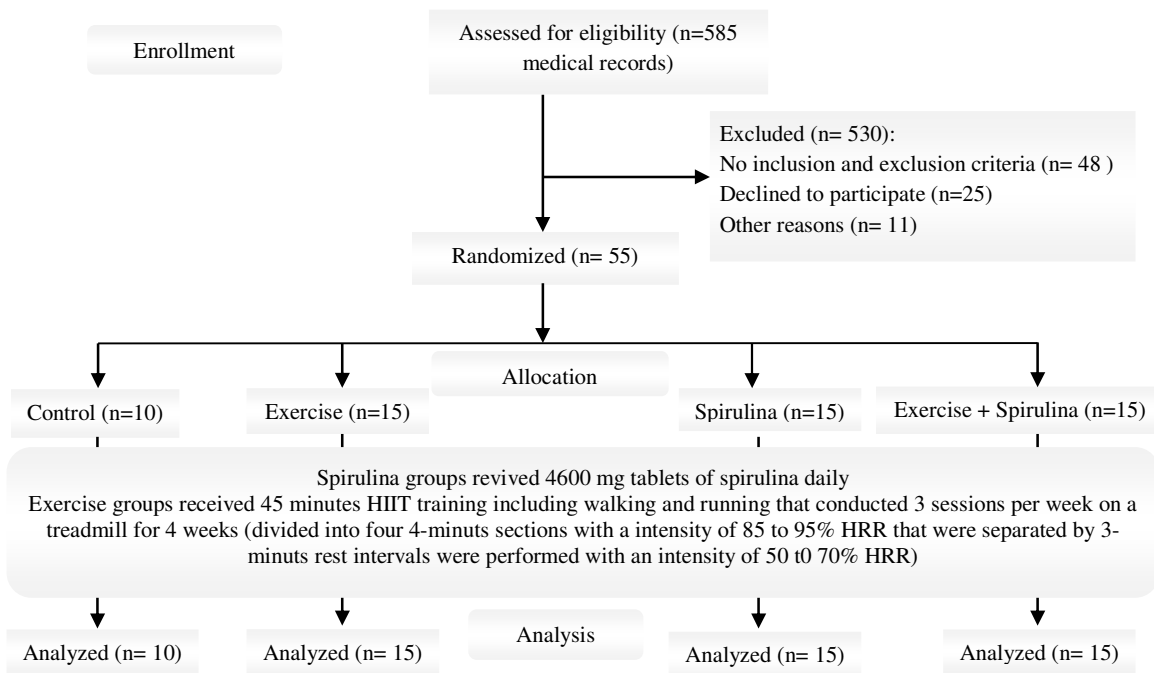 Enrollment
Assessed for eligibility (n=585
medical records)
Excluded (n= 530):
No inclusion and exclusion criteria (n= 48 )
Declined to participate (n=25)
Other reasons (n= 11)
Randomized (n= 55)
Allocation
Control (n=10)
Exercise (n=15)
Spirulina (n=15)
Exercise + Spirulina (n=15)
Spirulina groups revived 4600 mg tablets of spirulina daily
Exercise groups received 45 minutes HIIT training including walking and running that conducted 3 sessions per week on a
treadmill for 4 weeks (divided into four 4-minuts sections with a intensity of 85 to 95% HRR that were separated by 3-
minuts rest intervals were performed with an intensity of 50 t0 70% HRR)
Analysis
Analyzed (n= 10)
Analyzed (n= 15)
Analyzed (n= 15)
Analyzed (n= 15)